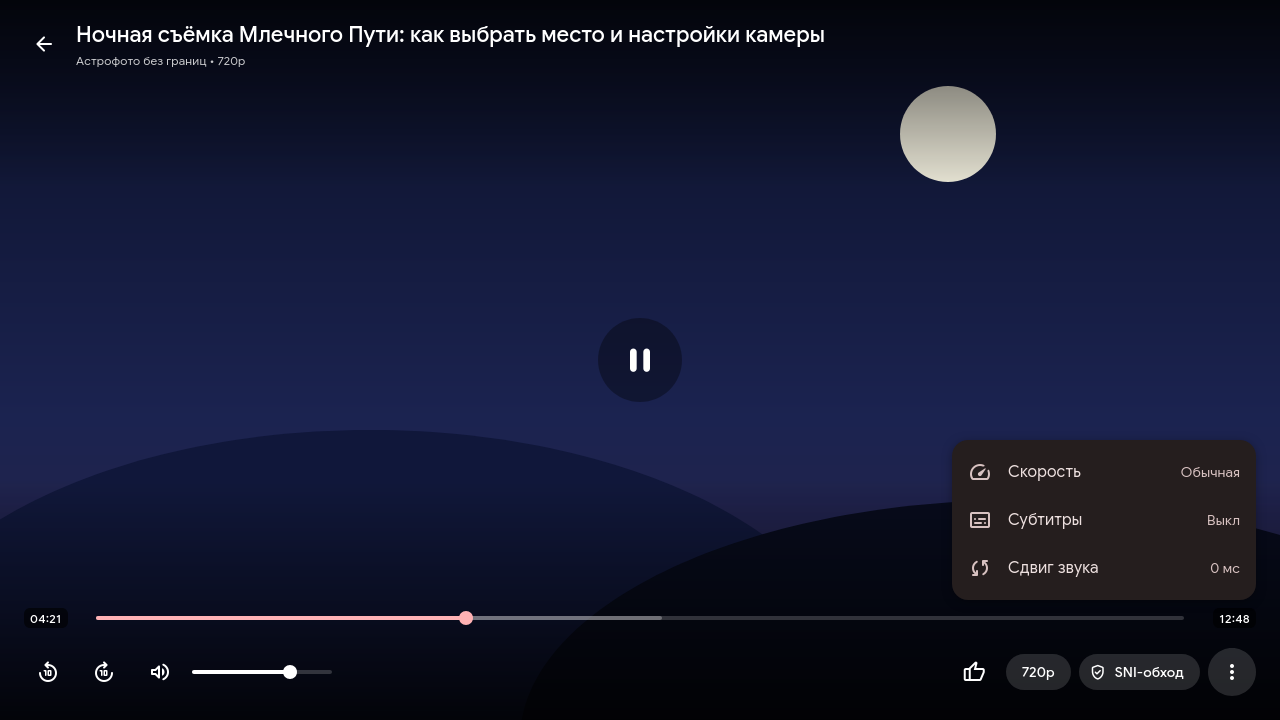 Ночная съёмка Млечного Пути: как выбрать место и настройки камеры
Астрофото без границ • 720p
Скорость Обычная
Субтитры Выкл
Сдвиг звука 0 мс
04:21 12:48
10 10 720p SNI-обход